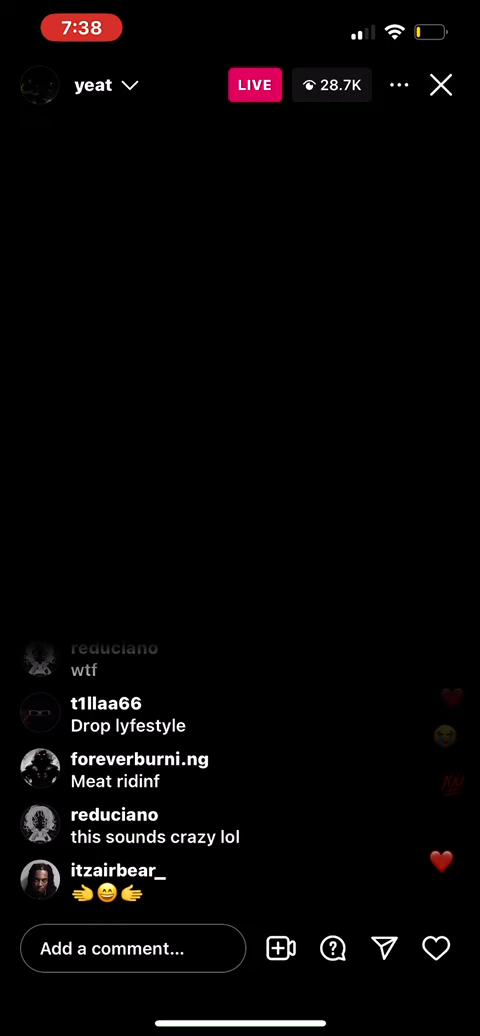 7:38
yeat LIVE 28.7K
reduciano
wtf
t1llaa66
Drop lyfestyle
foreverburni.ng
Meat ridinf
reduciano
this sounds crazy lol
itzairbear_
🫲😄🫱
Add a comment...